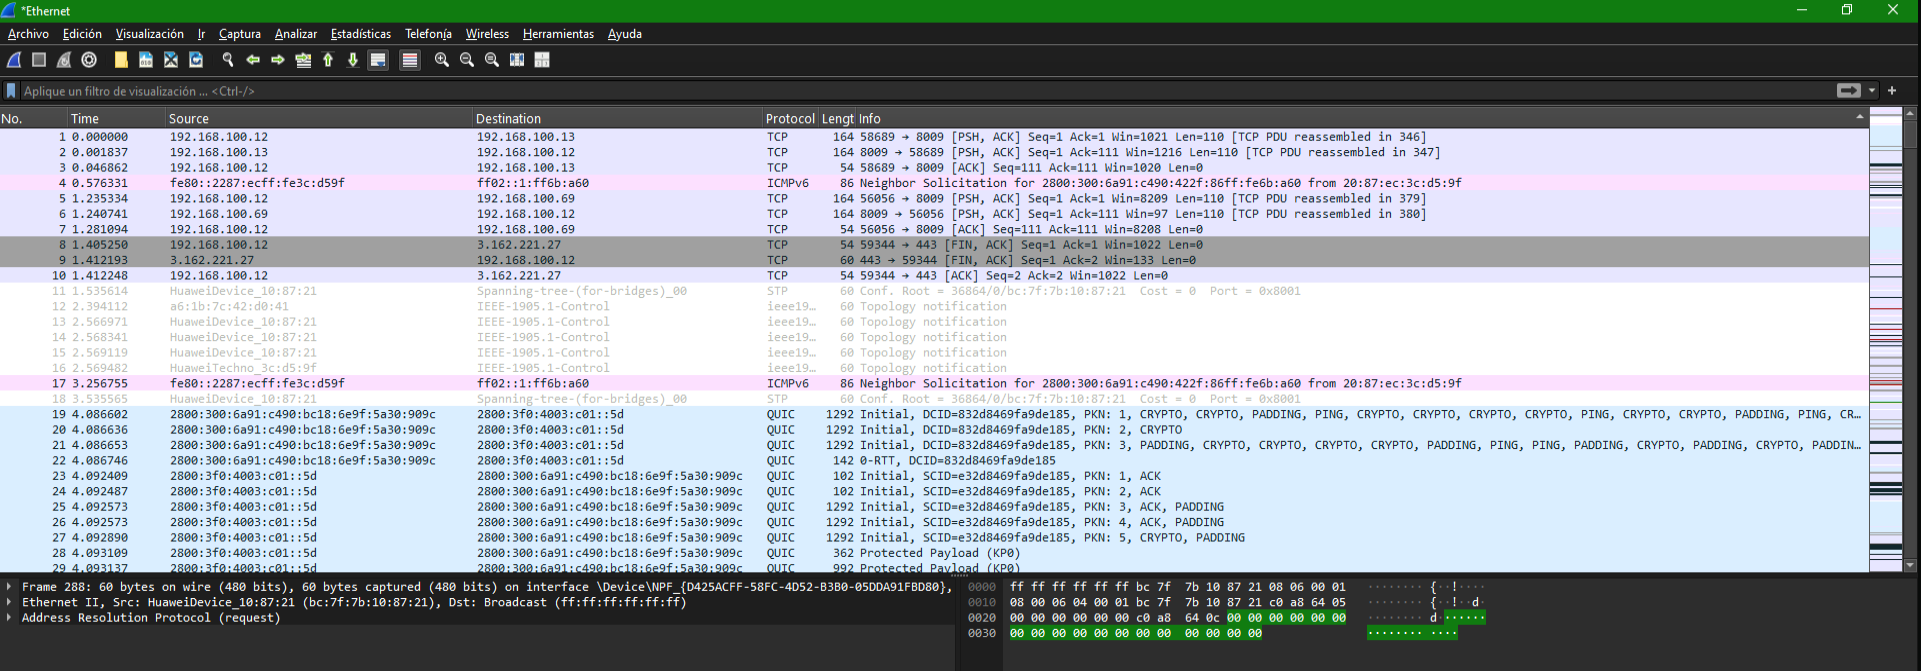 *Ethernet
Archivo Edición Visualización Ir Captura Analizar Estadísticas Telefonía Wireless Herramientas Ayuda
Aplique un filtro de visualización ... <Ctrl-/>
No. Time Source Destination Protocol Lengt Info
1 0.000000 192.168.100.12 192.168.100.13 TCP 164 58689 → 8009 [PSH, ACK] Seq=1 Ack=1 Win=1021 Len=110 [TCP PDU reassembled in 346]
2 0.001837 192.168.100.13 192.168.100.12 TCP 164 8009 → 58689 [PSH, ACK] Seq=1 Ack=111 Win=1216 Len=110 [TCP PDU reassembled in 347]
3 0.046862 192.168.100.12 192.168.100.13 TCP 54 58689 → 8009 [ACK] Seq=111 Ack=111 Win=1020 Len=0
4 0.576331 fe80::2287:ecff:fe3c:d59f ff02::1:ff6b:a60 ICMPv6 86 Neighbor Solicitation for 2800:300:6a91:c490:422f:86ff:fe6b:a60 from 20:87:ec:3c:d5:9f
5 1.235334 192.168.100.12 192.168.100.69 TCP 164 56056 → 8009 [PSH, ACK] Seq=1 Ack=1 Win=8209 Len=110 [TCP PDU reassembled in 379]
6 1.240741 192.168.100.69 192.168.100.12 TCP 164 8009 → 56056 [PSH, ACK] Seq=1 Ack=111 Win=97 Len=110 [TCP PDU reassembled in 380]
7 1.281094 192.168.100.12 192.168.100.69 TCP 54 56056 → 8009 [ACK] Seq=111 Ack=111 Win=8208 Len=0
8 1.405250 192.168.100.12 3.162.221.27 TCP 54 59344 → 443 [FIN, ACK] Seq=1 Ack=1 Win=1022 Len=0
9 1.412193 3.162.221.27 192.168.100.12 TCP 60 443 → 59344 [FIN, ACK] Seq=1 Ack=2 Win=133 Len=0
10 1.412248 192.168.100.12 3.162.221.27 TCP 54 59344 → 443 [ACK] Seq=2 Ack=2 Win=1022 Len=0
11 1.535614 HuaweiDevice_10:87:21 Spanning-tree-(for-bridges)_00 STP 60 Conf. Root = 36864/0/bc:7f:7b:10:87:21 Cost = 0 Port = 0x8001
12 2.394112 a6:1b:7c:42:d0:41 IEEE-1905.1-Control ieee19… 60 Topology notification
13 2.566971 HuaweiDevice_10:87:21 IEEE-1905.1-Control ieee19… 60 Topology notification
14 2.568341 HuaweiDevice_10:87:21 IEEE-1905.1-Control ieee19… 60 Topology notification
15 2.569119 HuaweiDevice_10:87:21 IEEE-1905.1-Control ieee19… 60 Topology notification
16 2.569482 HuaweiTechno_3c:d5:9f IEEE-1905.1-Control ieee19… 60 Topology notification
17 3.256755 fe80::2287:ecff:fe3c:d59f ff02::1:ff6b:a60 ICMPv6 86 Neighbor Solicitation for 2800:300:6a91:c490:422f:86ff:fe6b:a60 from 20:87:ec:3c:d5:9f
18 3.535565 HuaweiDevice_10:87:21 Spanning-tree-(for-bridges)_00 STP 60 Conf. Root = 36864/0/bc:7f:7b:10:87:21 Cost = 0 Port = 0x8001
19 4.086602 2800:300:6a91:c490:bc18:6e9f:5a30:909c 2800:3f0:4003:c01::5d QUIC 1292 Initial, DCID=832d8469fa9de185, PKN: 1, CRYPTO, CRYPTO, PADDING, PING, CRYPTO, CRYPTO, CRYPTO, CRYPTO, PING, CRYPTO, CRYPTO, PADDING, PING, CR…
20 4.086636 2800:300:6a91:c490:bc18:6e9f:5a30:909c 2800:3f0:4003:c01::5d QUIC 1292 Initial, DCID=832d8469fa9de185, PKN: 2, CRYPTO
21 4.086653 2800:300:6a91:c490:bc18:6e9f:5a30:909c 2800:3f0:4003:c01::5d QUIC 1292 Initial, DCID=832d8469fa9de185, PKN: 3, PADDING, CRYPTO, CRYPTO, CRYPTO, CRYPTO, PADDING, PING, PING, PADDING, CRYPTO, PADDING, CRYPTO, PADDIN…
22 4.086746 2800:300:6a91:c490:bc18:6e9f:5a30:909c 2800:3f0:4003:c01::5d QUIC 142 0-RTT, DCID=832d8469fa9de185
23 4.092409 2800:3f0:4003:c01::5d 2800:300:6a91:c490:bc18:6e9f:5a30:909c QUIC 102 Initial, SCID=e32d8469fa9de185, PKN: 1, ACK
24 4.092487 2800:3f0:4003:c01::5d 2800:300:6a91:c490:bc18:6e9f:5a30:909c QUIC 102 Initial, SCID=e32d8469fa9de185, PKN: 2, ACK
25 4.092573 2800:3f0:4003:c01::5d 2800:300:6a91:c490:bc18:6e9f:5a30:909c QUIC 1292 Initial, SCID=e32d8469fa9de185, PKN: 3, ACK, PADDING
26 4.092573 2800:3f0:4003:c01::5d 2800:300:6a91:c490:bc18:6e9f:5a30:909c QUIC 1292 Initial, SCID=e32d8469fa9de185, PKN: 4, ACK, PADDING
27 4.092890 2800:3f0:4003:c01::5d 2800:300:6a91:c490:bc18:6e9f:5a30:909c QUIC 1292 Initial, SCID=e32d8469fa9de185, PKN: 5, CRYPTO, PADDING
28 4.093109 2800:3f0:4003:c01::5d 2800:300:6a91:c490:bc18:6e9f:5a30:909c QUIC 362 Protected Payload (KP0)
29 4.093137 2800:3f0:4003:c01::5d 2800:300:6a91:c490:bc18:6e9f:5a30:909c QUIC 992 Protected Payload (KP0)
Frame 288: 60 bytes on wire (480 bits), 60 bytes captured (480 bits) on interface \Device\NPF_{D425ACFF-58FC-4D52-B3B0-05DDA91FBD80},
Ethernet II, Src: HuaweiDevice_10:87:21 (bc:7f:7b:10:87:21), Dst: Broadcast (ff:ff:ff:ff:ff:ff)
Address Resolution Protocol (request)
0000 ff ff ff ff ff ff bc 7f 7b 10 87 21 08 06 00 01 ········ {··!····
0010 08 00 06 04 00 01 bc 7f 7b 10 87 21 c0 a8 64 05 ········ {··!··d·
0020 00 00 00 00 00 00 c0 a8 64 0c 00 00 00 00 00 00 ········ d·······
0030 00 00 00 00 00 00 00 00 00 00 00 00 ········ ····